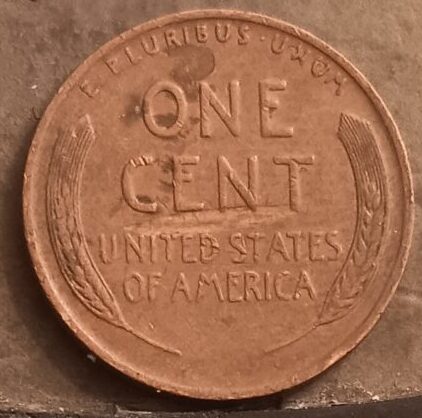 E · PLURIBUS · UNUM
ONE
CENT
UNITED STATES
OF AMERICA